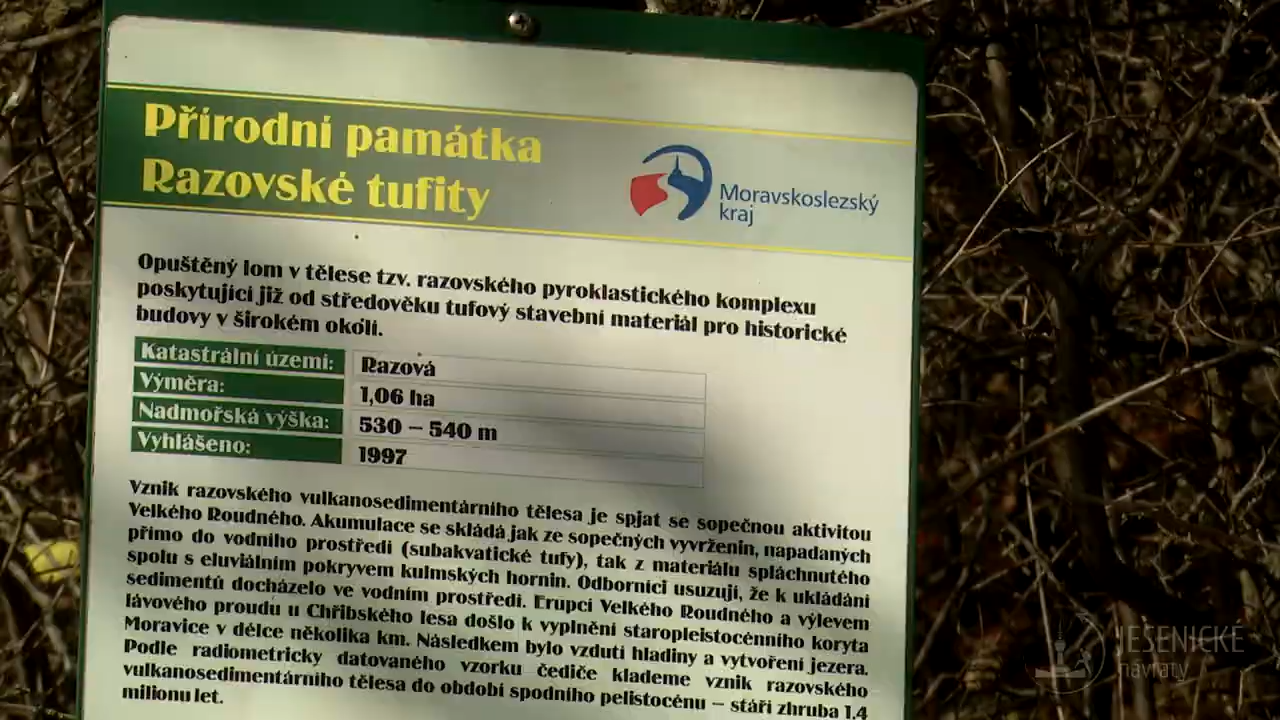 Přírodní památka
Razovské tufity
Moravskoslezský
kraj
Opuštěný lom v tělese tzv. razovského pyroklastického komplexu
poskytující již od středověku tufový stavební materiál pro historické
budovy v širokém okolí.
Katastrální území: Razová
Výměra: 1,06 ha
Nadmořská výška: 530 – 540 m
Vyhlášeno: 1997
Vznik razovského vulkanosedimentárního tělesa je spjat se sopečnou aktivitou
Velkého Roudného. Akumulace se skládá jak ze sopečných vyvrženin, napadaných
přímo do vodního prostředí (subakvatické tufy), tak z materiálu spláchnutého
spolu s eluviálním pokryvem kulmských hornin. Odborníci usuzují, že k ukládání
sedimentů docházelo ve vodním prostředí. Erupcí Velkého Roudného a výlevem
lávového proudu u Chřibského lesa došlo k vyplnění staropleistocénního koryta
Moravice v délce několika km. Následkem bylo vzdutí hladiny a vytvoření jezera.
Podle radiometricky datovaného vzorku čediče klademe vznik razovského
vulkanosedimentárního tělesa do období spodního pelistocénu – stáří zhruba 1,4
milionu let.
JESENICKÉ
návraty